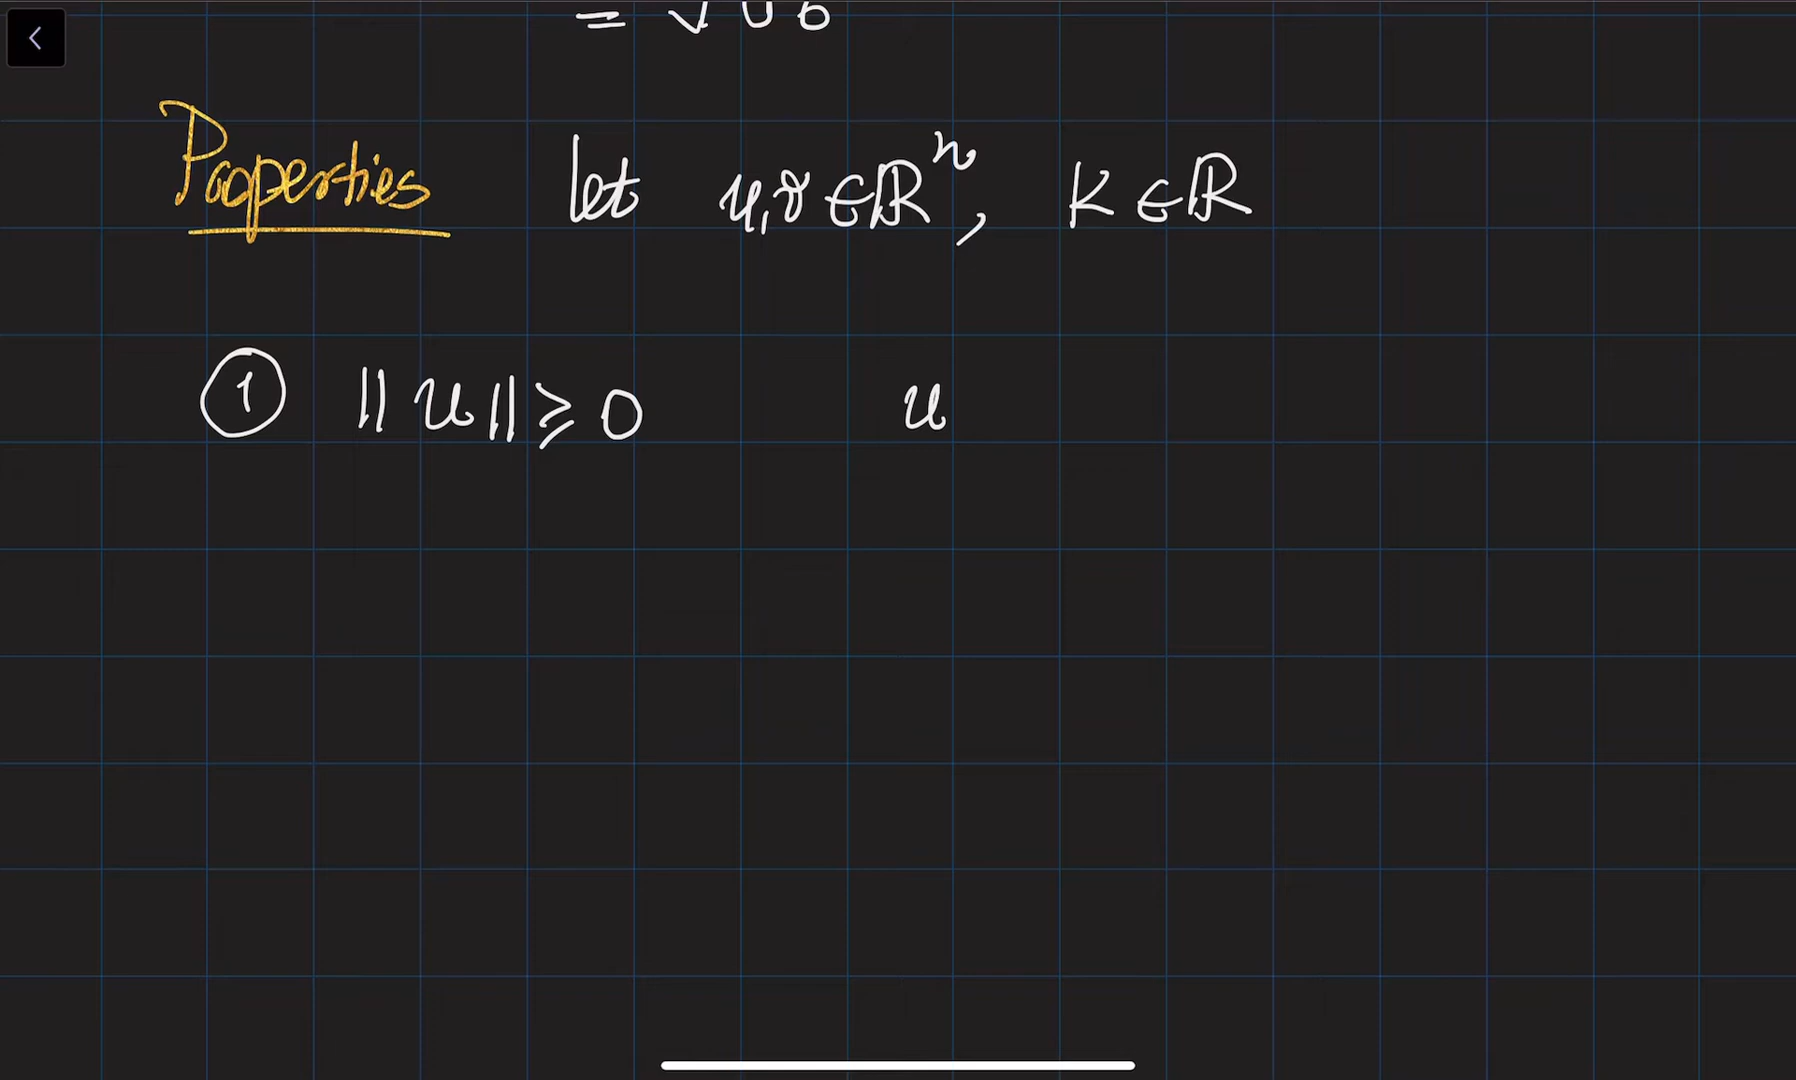 Properties let u, v ∈ ℝⁿ, K ∈ ℝ
① ‖u‖ ⩾ 0 u